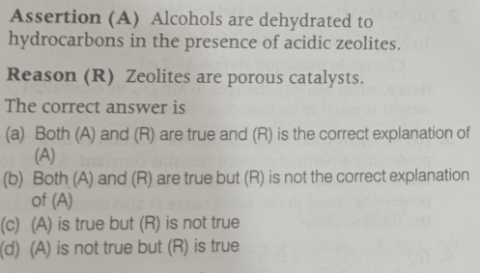 Assertion (A) Alcohols are dehydrated to
hydrocarbons in the presence of acidic zeolites.
Reason (R) Zeolites are porous catalysts.
The correct answer is
(a) Both (A) and (R) are true and (R) is the correct explanation of
(A)
(b) Both (A) and (R) are true but (R) is not the correct explanation
of (A)
(c) (A) is true but (R) is not true
(d) (A) is not true but (R) is true